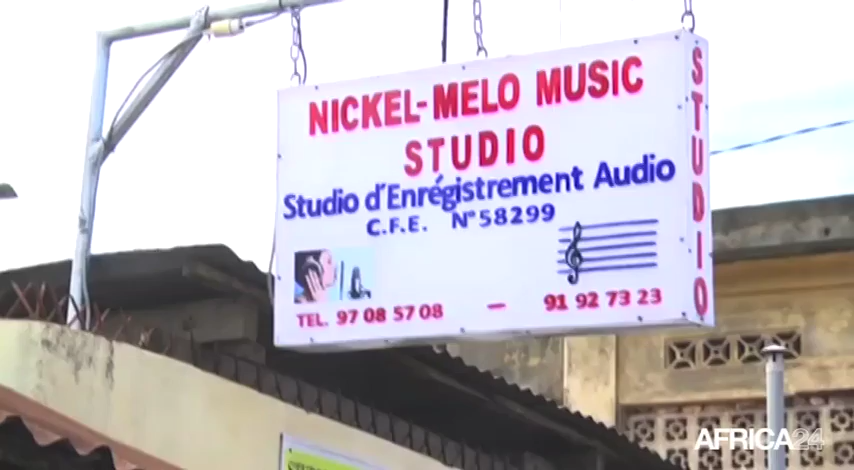 NICKEL-MELO MUSIC
STUDIO
Studio d'Enrégistrement Audio
C.F.E. N°58299
TEL. 97 08 57 08 — 91 92 73 23
STUDIO
AFRICA24